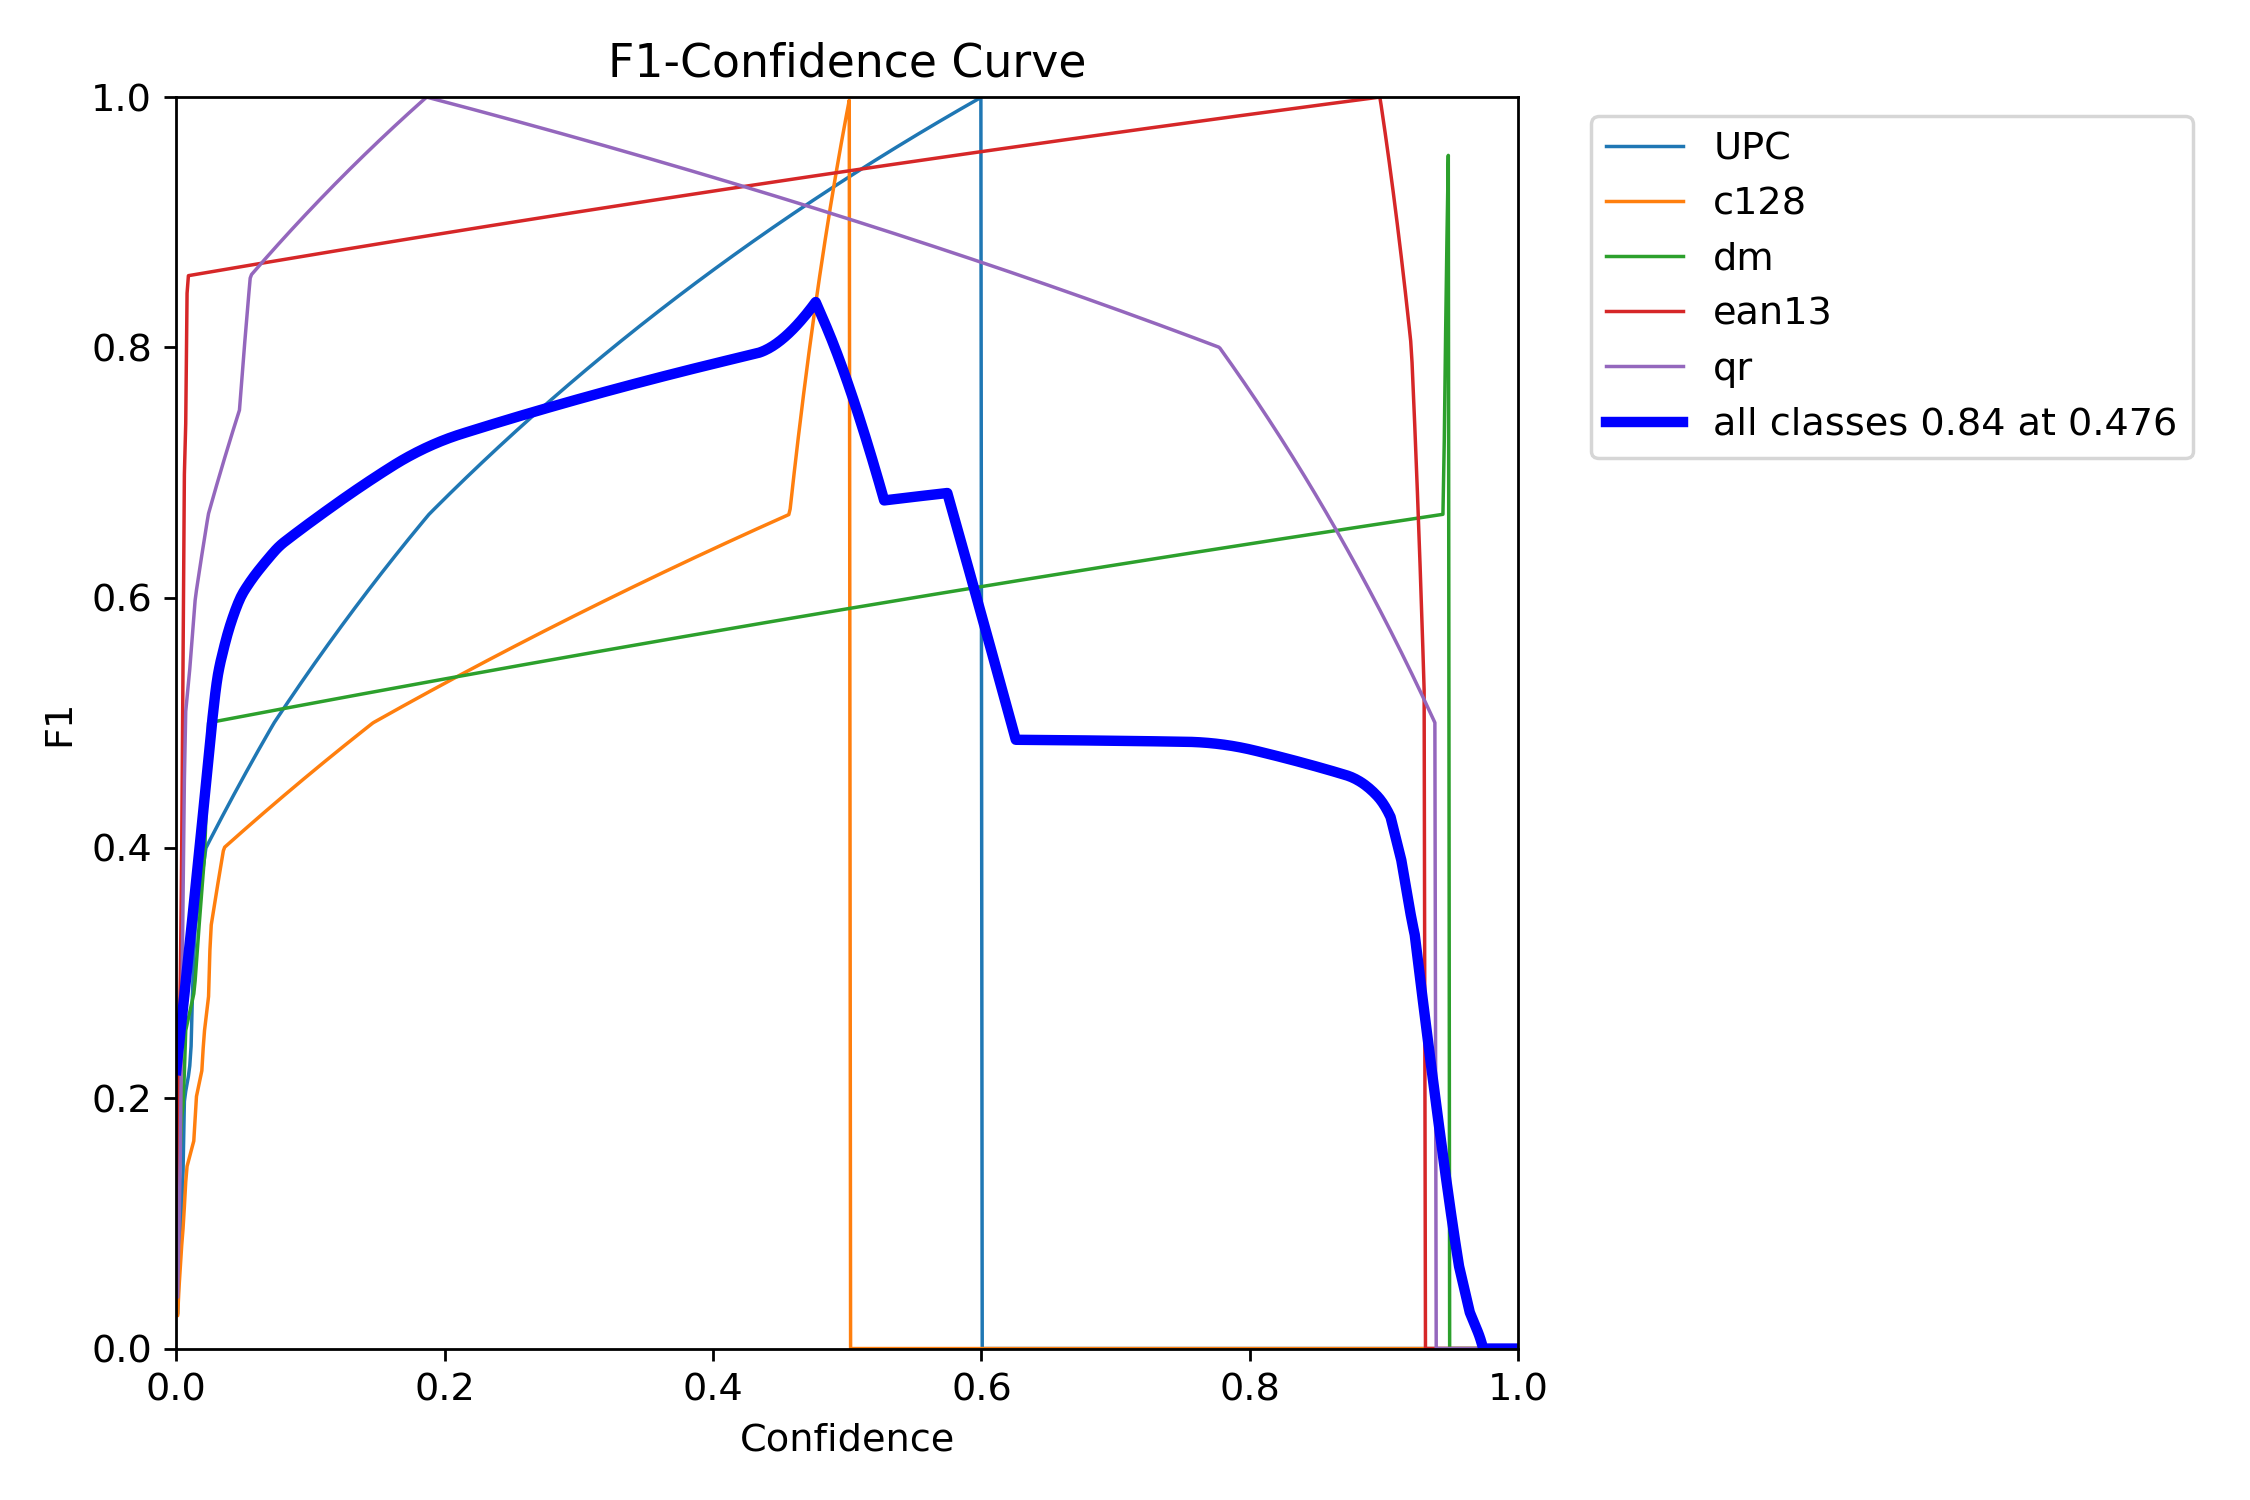 F1-Confidence Curve
1.0
0.8
0.6
0.4
0.2
0.0
F1
0.0 0.2 0.4 0.6 0.8 1.0
Confidence
UPC
c128
dm
ean13
qr
all classes 0.84 at 0.476